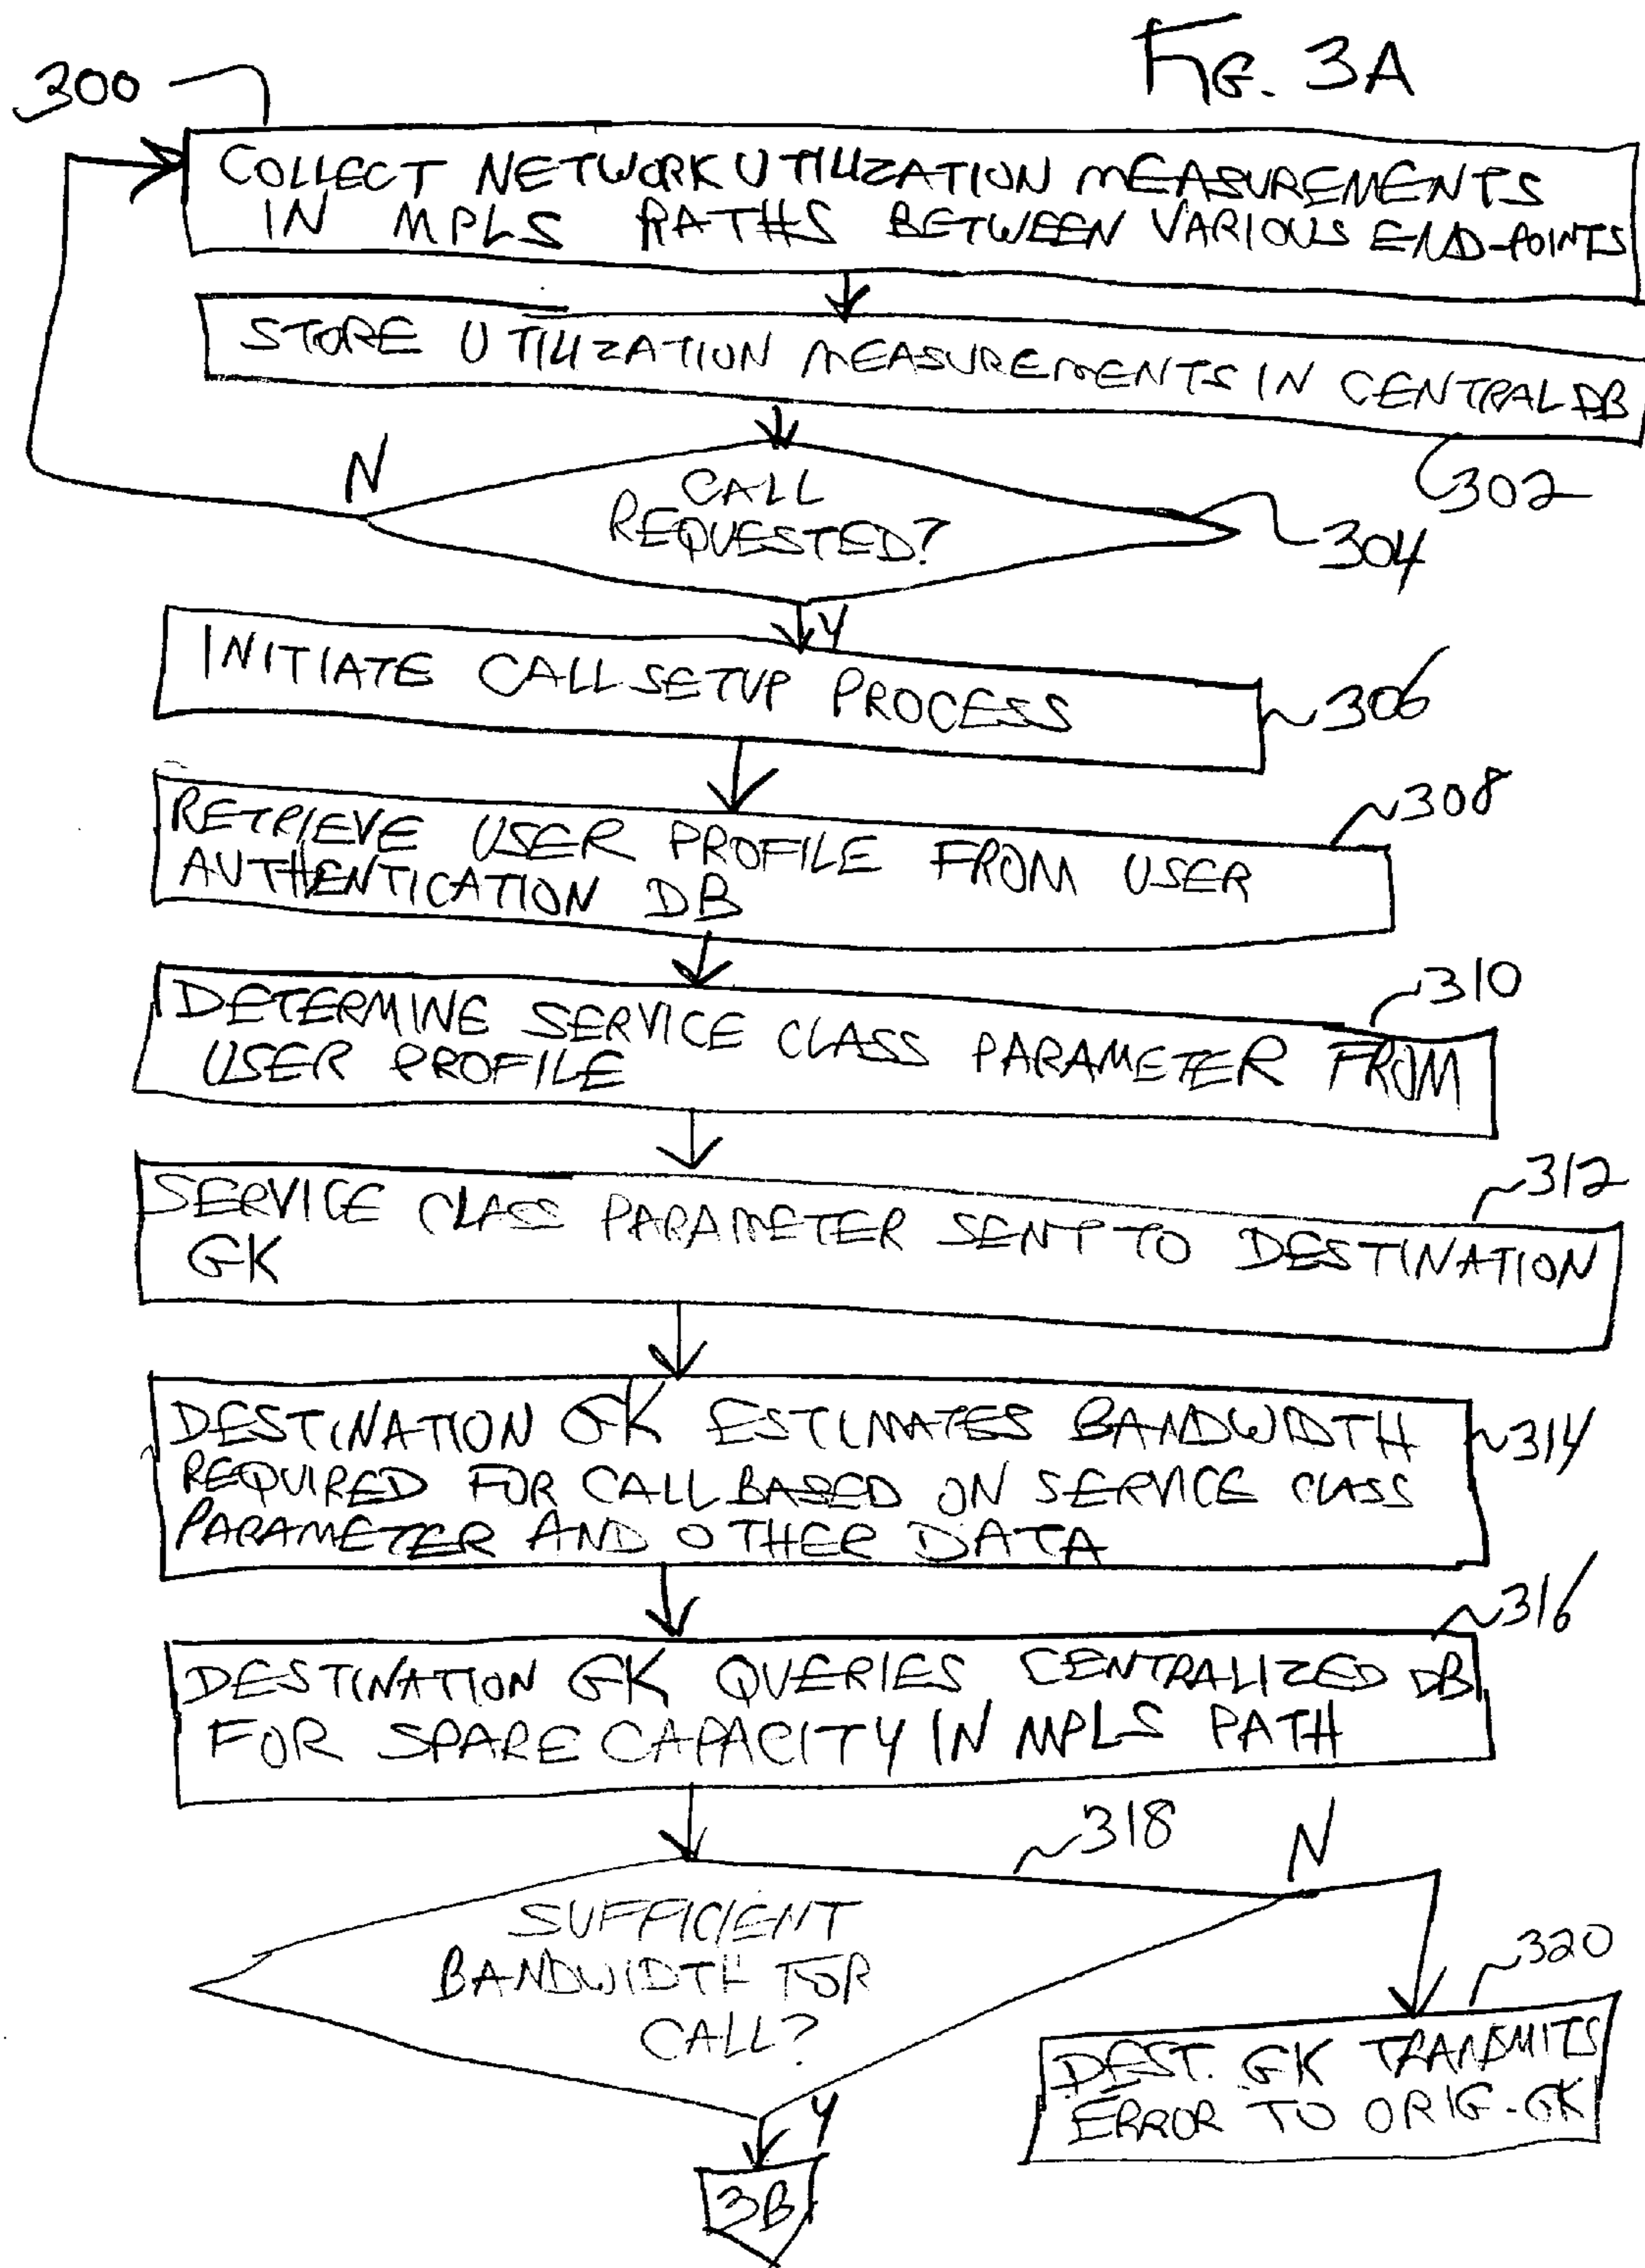 FIG. 3A
300
COLLECT NETWORK UTILIZATION MEASUREMENTS
IN MPLS PATHS BETWEEN VARIOUS END-POINTS
STORE UTILIZATION MEASUREMENTS IN CENTRAL DB
302
N
CALL
REQUESTED?
304
Y
INITIATE CALL SETUP PROCESS
306
308
RETRIEVE USER PROFILE FROM USER
AUTHENTICATION DB
310
DETERMINE SERVICE CLASS PARAMETER FROM
USER PROFILE
312
SERVICE CLASS PARAMETER SENT TO DESTINATION
GK
DESTINATION GK ESTIMATES BANDWIDTH
REQUIRED FOR CALL BASED ON SERVICE CLASS
PARAMETER AND OTHER DATA
314
316
DESTINATION GK QUERIES CENTRALIZED DB
FOR SPARE CAPACITY IN MPLS PATH
318
N
SUFFICIENT
BANDWIDTH FOR
CALL?
320
DEST. GK TRANSMITS
ERROR TO ORIG-GK
Y
3B